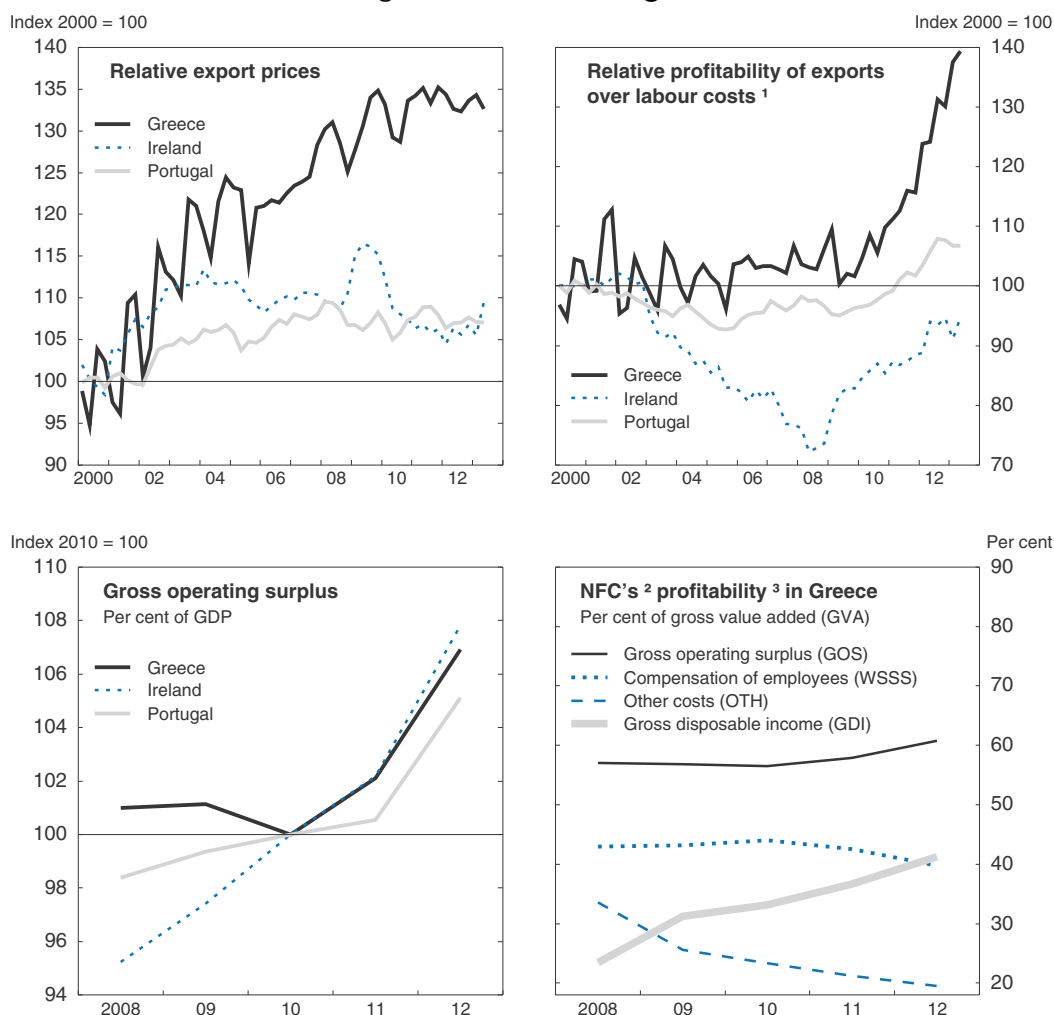 Index 2000 = 100
Index 2000 = 100
Relative export prices
Greece
Ireland
Portugal
140
135
130
125
120
115
110
105
100
95
90
2000 02 04 06 08 10 12
Relative profitability of exports
over labour costs ¹
Greece
Ireland
Portugal
140
130
120
110
100
90
80
70
2000 02 04 06 08 10 12
Index 2010 = 100
Per cent
Gross operating surplus
Per cent of GDP
Greece
Ireland
Portugal
110
108
106
104
102
100
98
96
94
2008 09 10 11 12
NFC's ² profitability ³ in Greece
Per cent of gross value added (GVA)
Gross operating surplus (GOS)
Compensation of employees (WSSS)
Other costs (OTH)
Gross disposable income (GDI)
90
80
70
60
50
40
30
20
2008 09 10 11 12